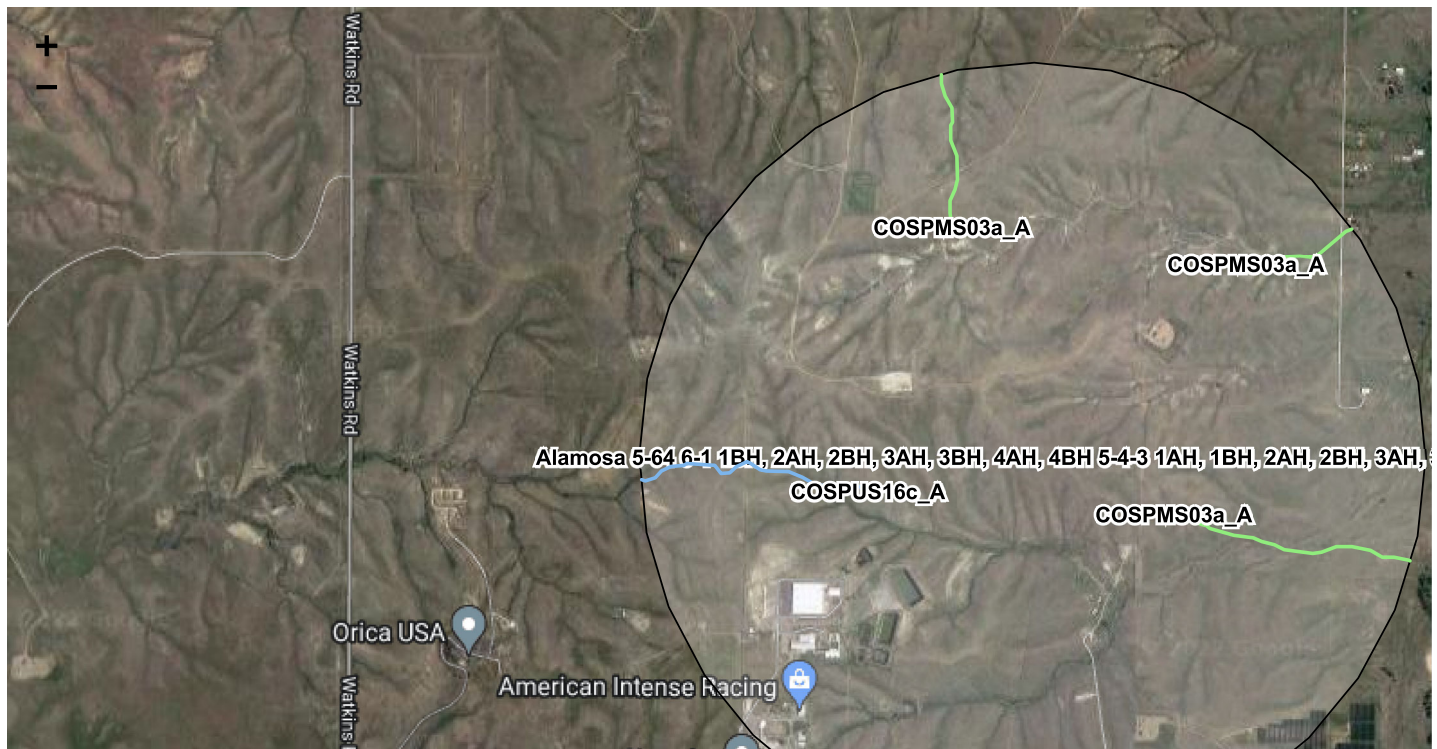 +
−
Watkins Rd
COSPMS03a_A
COSPMS03a_A
Watkins Rd
Alamosa 5-64 6-1 1BH, 2AH, 2BH, 3AH, 3BH, 4AH, 4BH 5-4-3 1AH, 1BH, 2AH, 2BH, 3AH,
COSPUS16c_A
COSPMS03a_A
Orica USA
American Intense Racing
Watkins